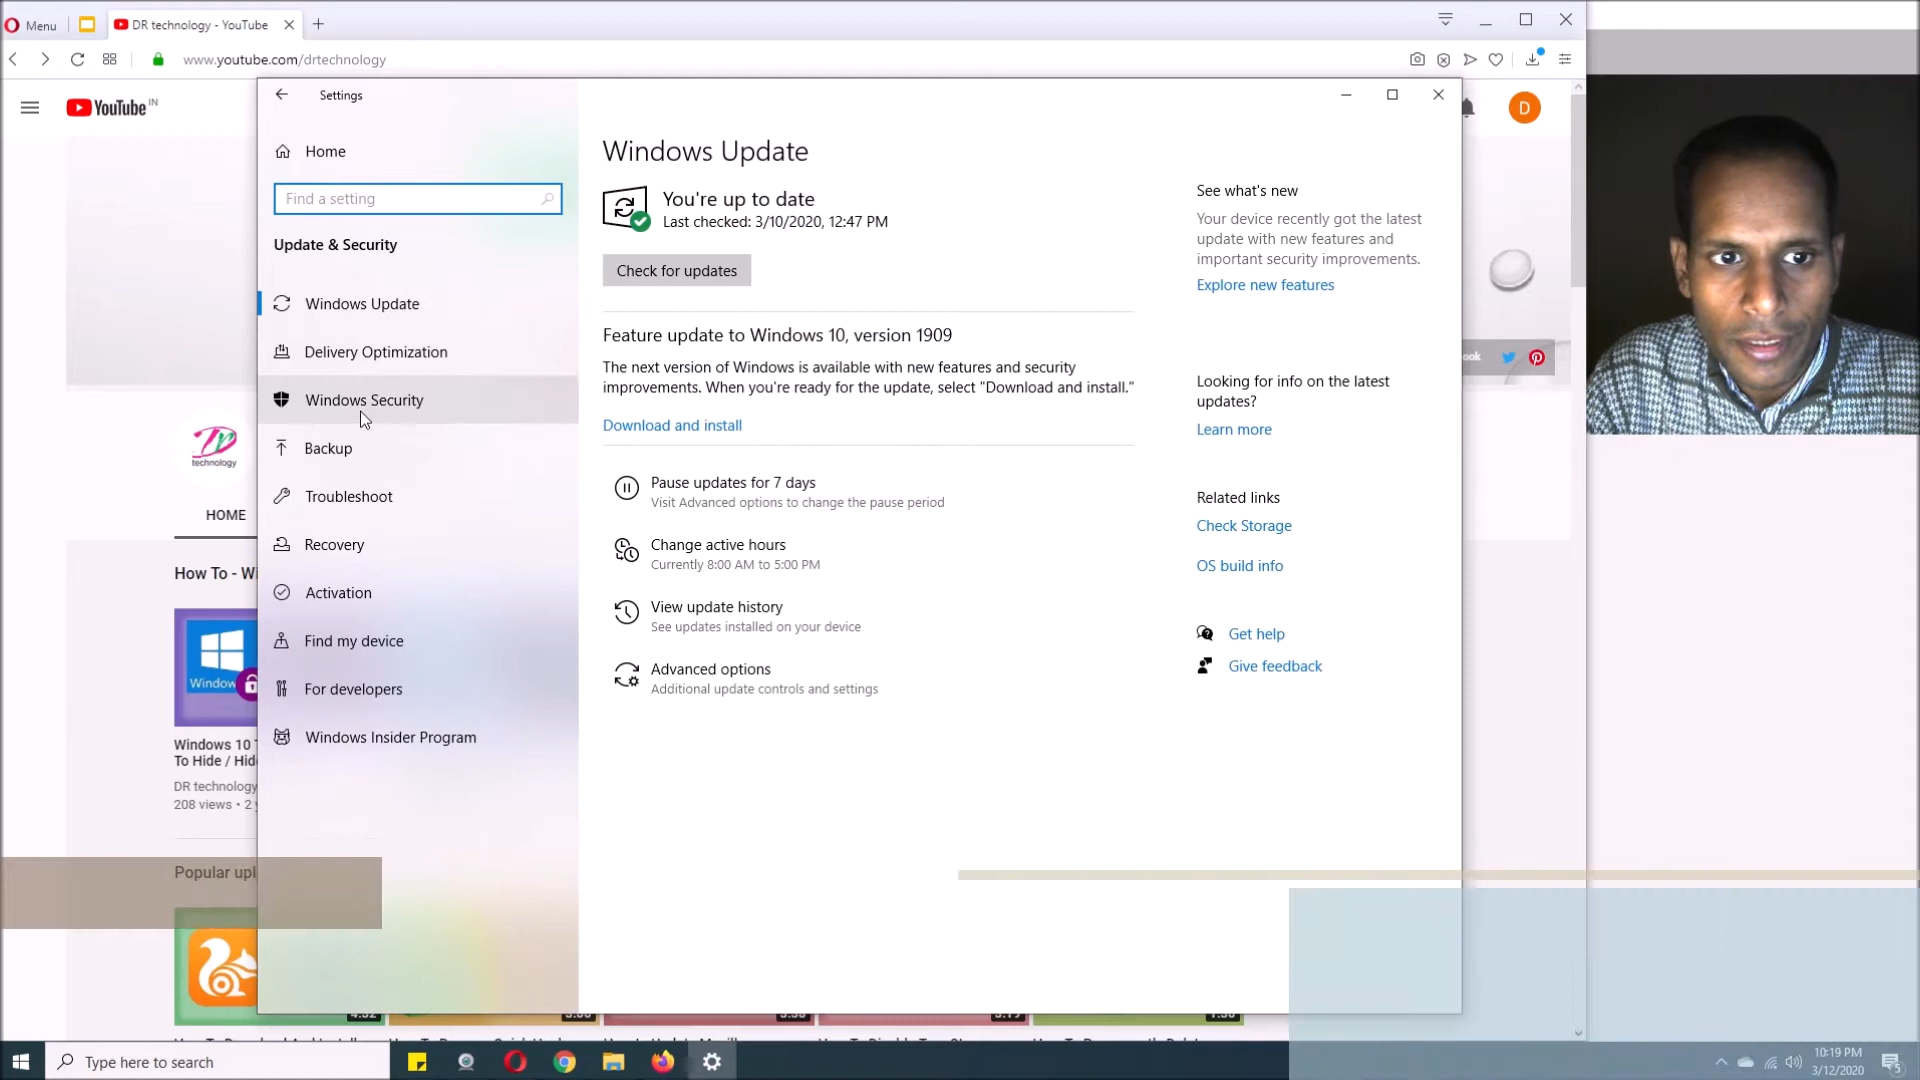 Menu
DR technology - YouTube
www.youtube.com/drtechnology
YouTube IN
D
Settings
Home
Find a setting
Update & Security
Windows Update
Delivery Optimization
Windows Security
Backup
Troubleshoot
Recovery
Activation
Find my device
For developers
Windows Insider Program
Windows Update
You're up to date
Last checked: 3/10/2020, 12:47 PM
Check for updates
Feature update to Windows 10, version 1909
The next version of Windows is available with new features and security
improvements. When you're ready for the update, select "Download and install."
Download and install
Pause updates for 7 days
Visit Advanced options to change the pause period
Change active hours
Currently 8:00 AM to 5:00 PM
View update history
See updates installed on your device
Advanced options
Additional update controls and settings
See what's new
Your device recently got the latest
update with new features and
important security improvements.
Explore new features
Looking for info on the latest
updates?
Learn more
Related links
Check Storage
OS build info
Get help
Give feedback
ook
DR
technology
HOME
How To - Wi
Window
Windows 10 T
To Hide / Hide
DR technology
208 views • 2 y
Popular upl
Type here to search
10:19 PM
3/12/2020
5